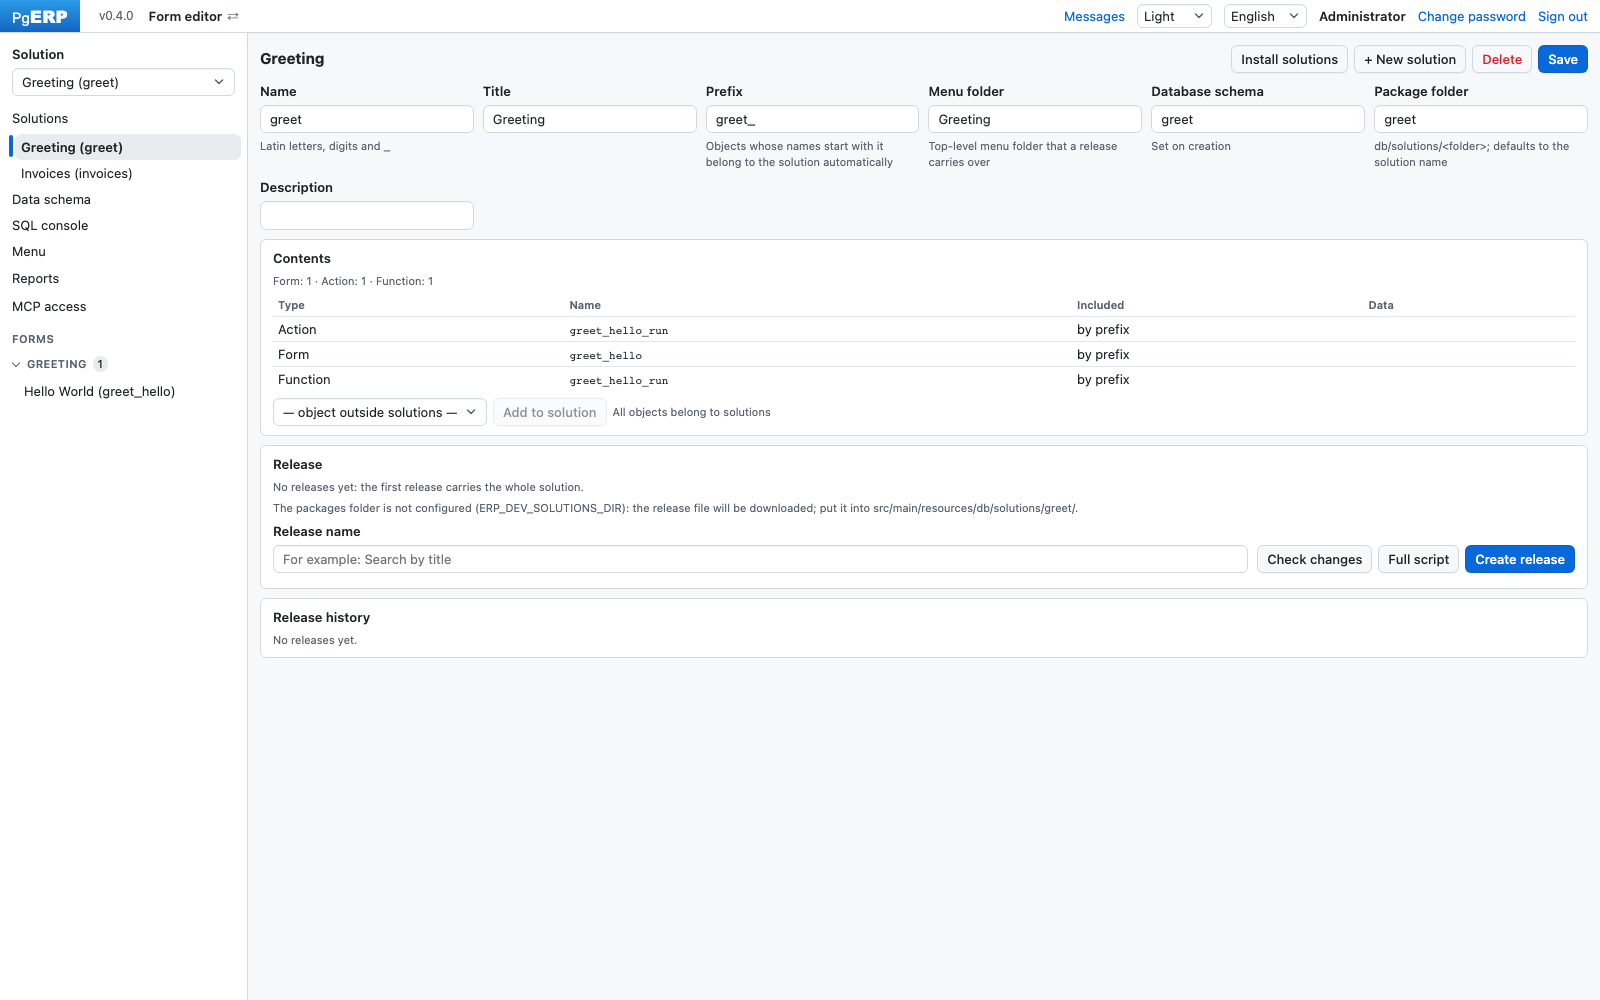 PgERP v0.4.0 Form editor ⇄ Messages Light English Administrator Change password Sign out
Solution
Greeting (greet)
Solutions
Greeting (greet)
Invoices (invoices)
Data schema
SQL console
Menu
Reports
MCP access
FORMS
GREETING 1
Hello World (greet_hello)
Greeting
Install solutions + New solution Delete Save
Name Title Prefix Menu folder Database schema Package folder
greet Greeting greet_ Greeting greet greet
Latin letters, digits and _ Objects whose names start with it Top-level menu folder that a release Set on creation db/solutions/<folder>; defaults to the
belong to the solution automatically carries over solution name
Description
Contents
Form: 1 · Action: 1 · Function: 1
Type Name Included Data
Action greet_hello_run by prefix
Form greet_hello by prefix
Function greet_hello_run by prefix
— object outside solutions — Add to solution All objects belong to solutions
Release
No releases yet: the first release carries the whole solution.
The packages folder is not configured (ERP_DEV_SOLUTIONS_DIR): the release file will be downloaded; put it into src/main/resources/db/solutions/greet/.
Release name
For example: Search by title Check changes Full script Create release
Release history
No releases yet.